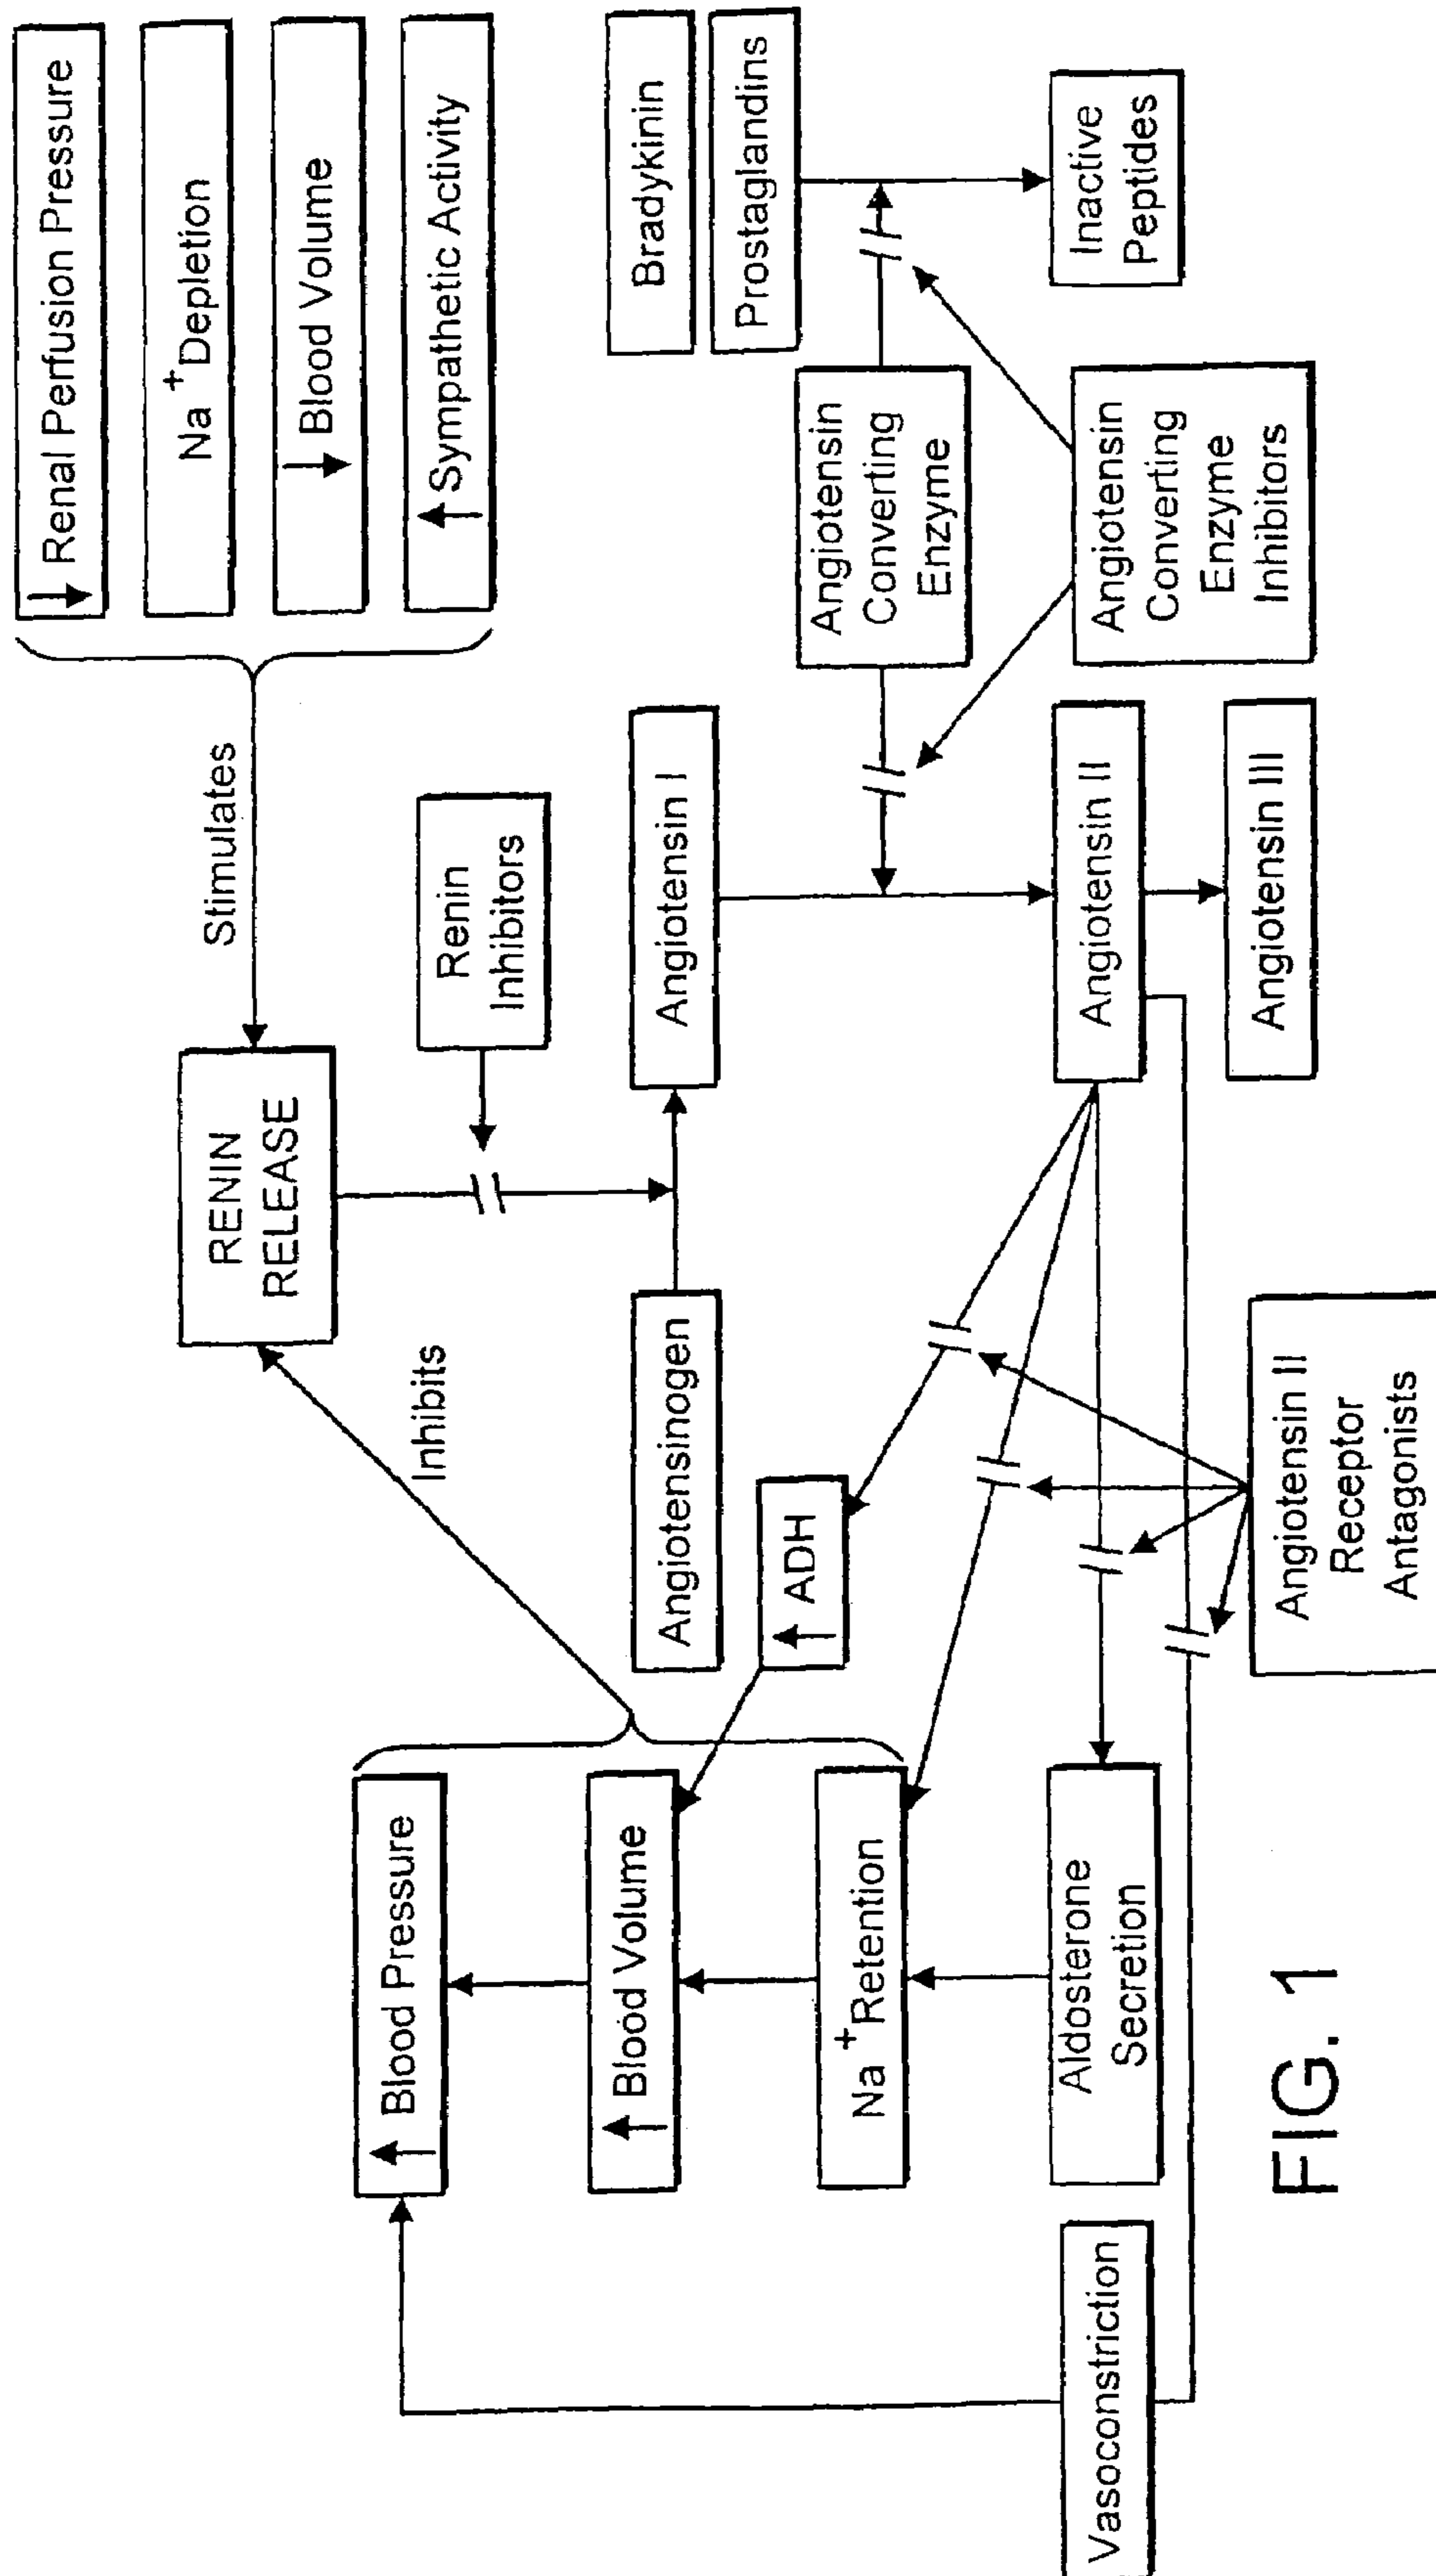 ↓ Renal Perfusion Pressure
Na+ Depletion
↓ Blood Volume
↑ Sympathetic Activity
Stimulates
RENIN
RELEASE
Inhibits
Renin
Inhibitors
↑ Blood Pressure
↑ Blood Volume
Na+ Retention
Aldosterone
Secretion
Vasoconstriction
Angiotensinogen
Angiotensin I
↑ ADH
Bradykinin
Prostaglandins
Angiotensin
Converting
Enzyme
Inactive
Peptides
Angiotensin
Converting
Enzyme
Inhibitors
Angiotensin II
Angiotensin III
Angiotensin II
Receptor
Antagonists
FIG. 1